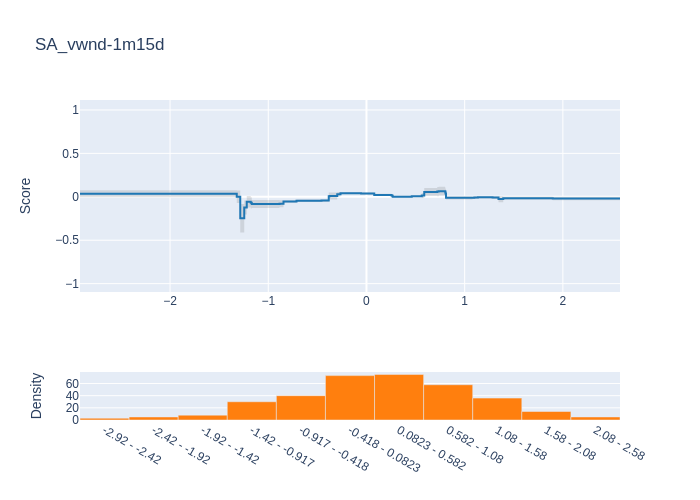 SA_vwnd-1m15d
1
0.5
0
−0.5
−1
Score
−2
−1
0
1
2
60
40
20
0
Density
-2.92 - -2.42
-2.42 - -1.92
-1.92 - -1.42
-1.42 - -0.917
-0.917 - -0.418
-0.418 - 0.0823
0.0823 - 0.582
0.582 - 1.08
1.08 - 1.58
1.58 - 2.08
2.08 - 2.58